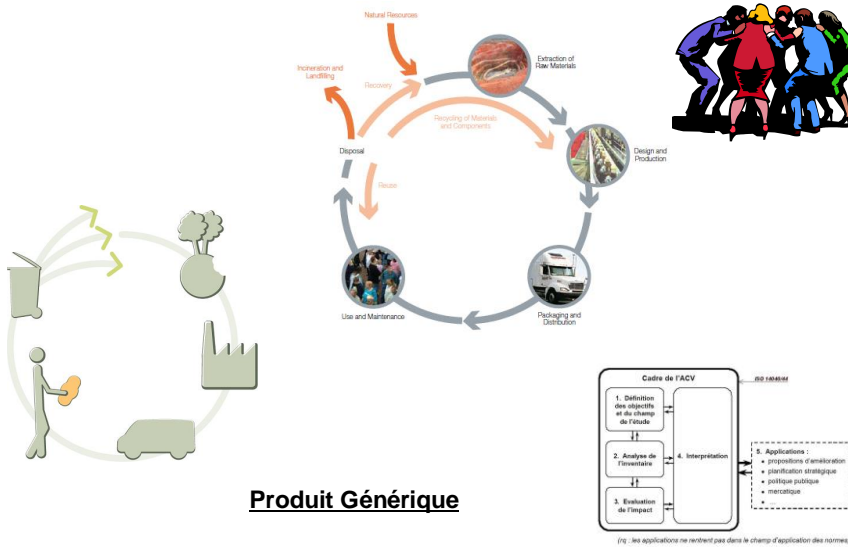 Natural Resources
Incineration and
Landfilling
Recovery
Extraction of
Raw Materials
Recycling of Materials
and Components
Disposal
Design and
Production
Reuse
Use and Maintenance
Packaging and
Distribution
Cadre de l'ACV
ISO 14040/44
1. Définition
des objectifs
et du champ
de l'étude
2. Analyse de
l'inventaire
3. Evaluation
de l'impact
4. Interprétation
5. Applications :
• propositions d'amélioration
• planification stratégique
• politique publique
• mercatique
• ...
Produit Générique
(rq : les applications ne rentrent pas dans le champ d'application des normes)